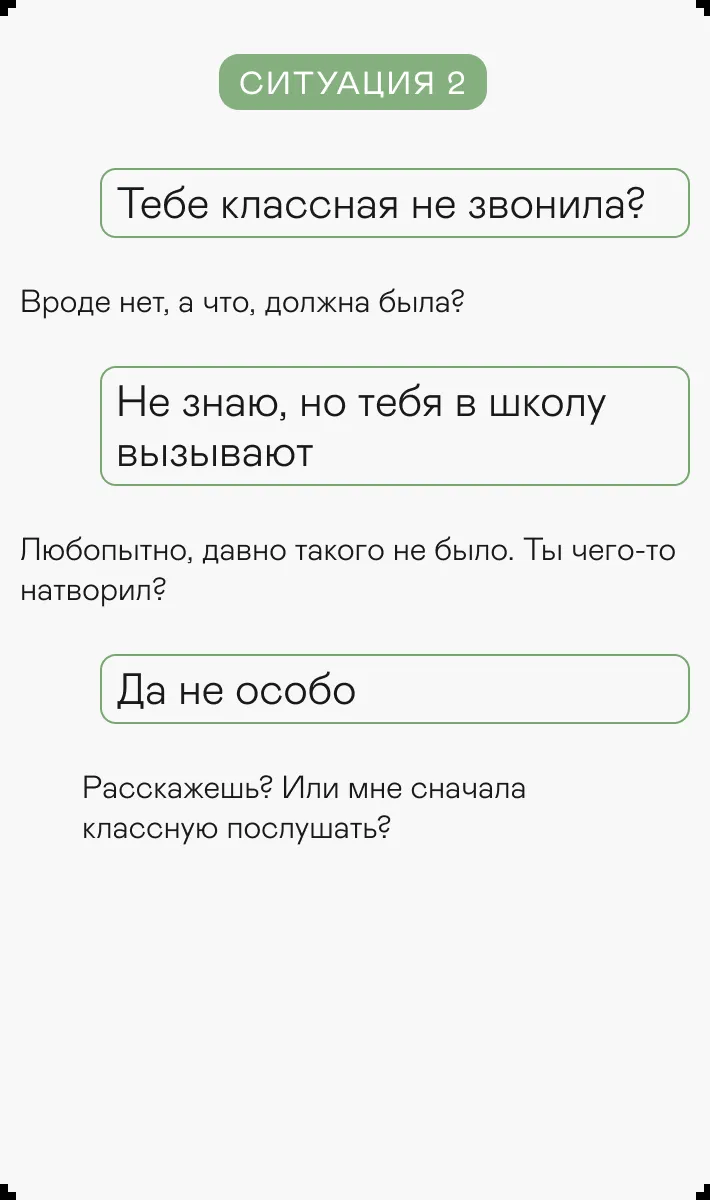 СИТУАЦИЯ 2
Тебе классная не звонила?
Вроде нет, а что, должна была?
Не знаю, но тебя в школу
вызывают
Любопытно, давно такого не было. Ты чего-то
натворил?
Да не особо
Расскажешь? Или мне сначала
классную послушать?